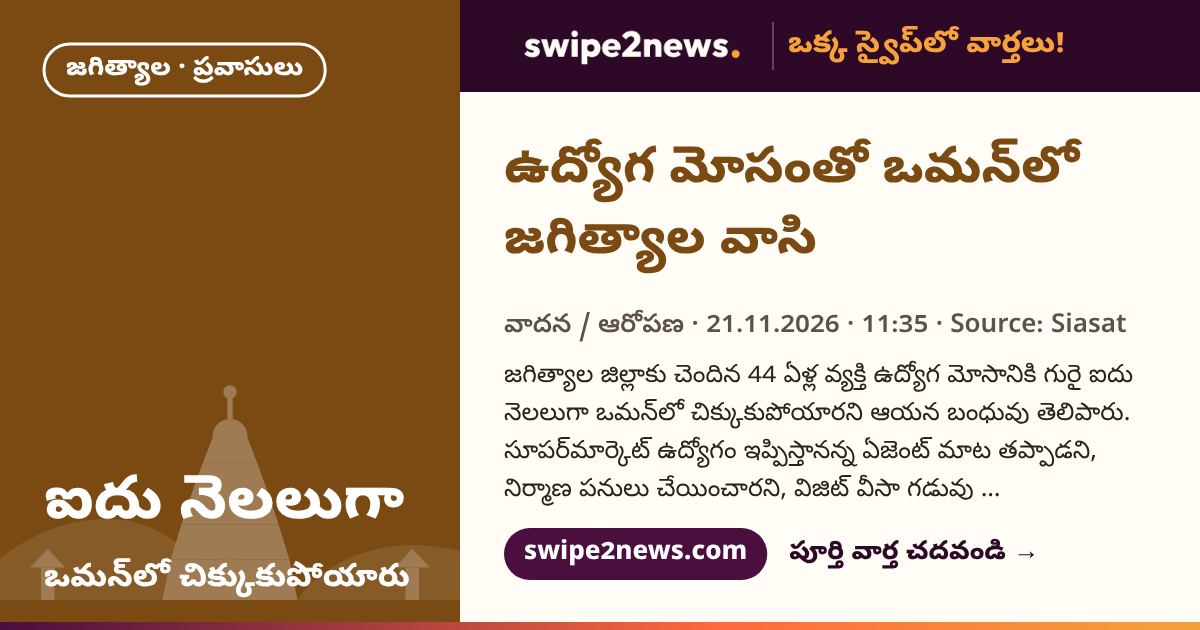 జగిత్యాల · ప్రవాసులు
ఐదు నెలలుగా
ఒమన్‌లో చిక్కుకుపోయారు
swipe2news. ఒక్క స్వైప్‌లో వార్తలు!
ఉద్యోగ మోసంతో ఒమన్‌లో
జగిత్యాల వాసి
వాదన / ఆరోపణ · 21.11.2026 · 11:35 · Source: Siasat
జగిత్యాల జిల్లాకు చెందిన 44 ఏళ్ల వ్యక్తి ఉద్యోగ మోసానికి గురై ఐదు
నెలలుగా ఒమన్‌లో చిక్కుకుపోయారని ఆయన బంధువు తెలిపారు.
సూపర్‌మార్కెట్ ఉద్యోగం ఇప్పిస్తానన్న ఏజెంట్ మాట తప్పాడని,
నిర్మాణ పనులు చేయించారని, విజిట్ వీసా గడువు ...
swipe2news.com పూర్తి వార్త చదవండి →